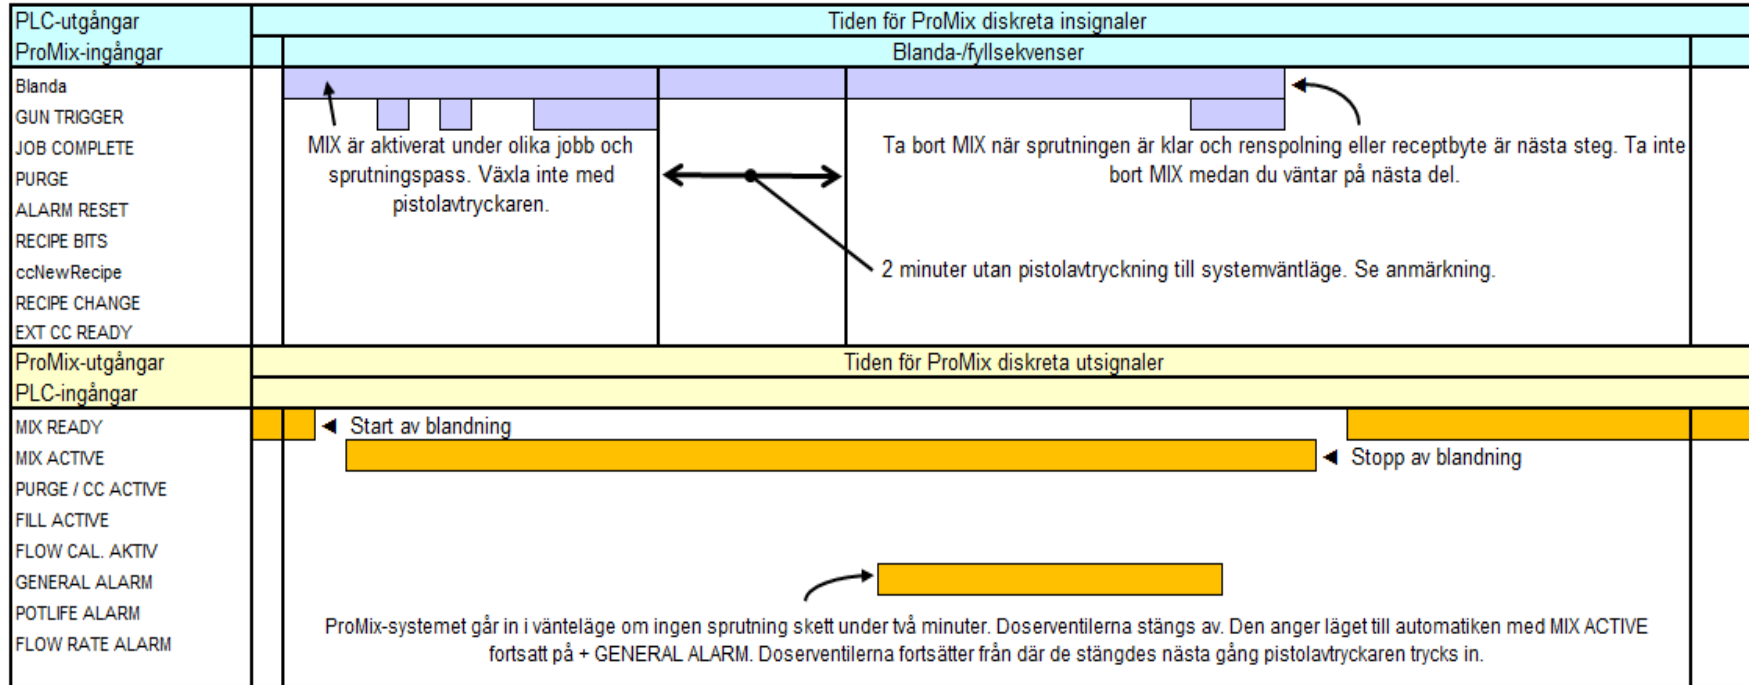 PLC-utgångar
Tiden för ProMix diskreta insignaler
ProMix-ingångar
Blanda-/fyllsekvenser
Blanda
GUN TRIGGER
JOB COMPLETE
PURGE
ALARM RESET
RECIPE BITS
ccNewRecipe
RECIPE CHANGE
EXT CC READY
MIX är aktiverat under olika jobb och
sprutningspass. Växla inte med
pistolavtryckaren.
Ta bort MIX när sprutningen är klar och renspolning eller receptbyte är nästa steg. Ta inte
bort MIX medan du väntar på nästa del.
2 minuter utan pistolavtryckning till systemväntläge. Se anmärkning.
ProMix-utgångar
Tiden för ProMix diskreta utsignaler
PLC-ingångar
MIX READY
Start av blandning
MIX ACTIVE
Stopp av blandning
PURGE / CC ACTIVE
FILL ACTIVE
FLOW CAL. AKTIV
GENERAL ALARM
POTLIFE ALARM
FLOW RATE ALARM
ProMix-systemet går in i vänteläge om ingen sprutning skett under två minuter. Doserventilerna stängs av. Den anger läget till automatiken med MIX ACTIVE
fortsatt på + GENERAL ALARM. Doserventilerna fortsätter från där de stängdes nästa gång pistolavtryckaren trycks in.